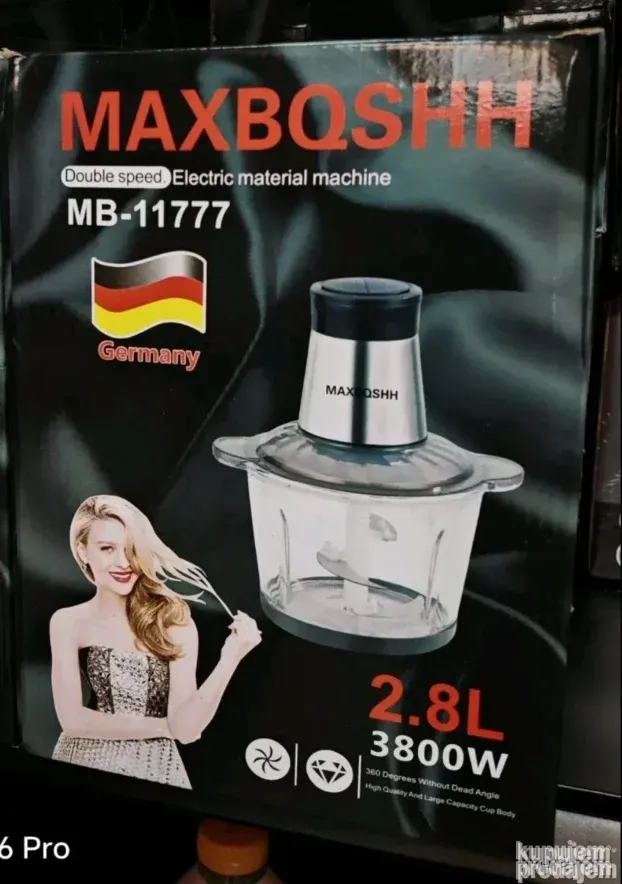 MAXBQSHH
Double speed. Electric material machine
MB-11777
Germany
MAXBQSHH
2.8L
3800W
360 Degrees Without Dead Angle
High Quality And Large Capacity Cup Body
6 Pro
kupujem
prodajem